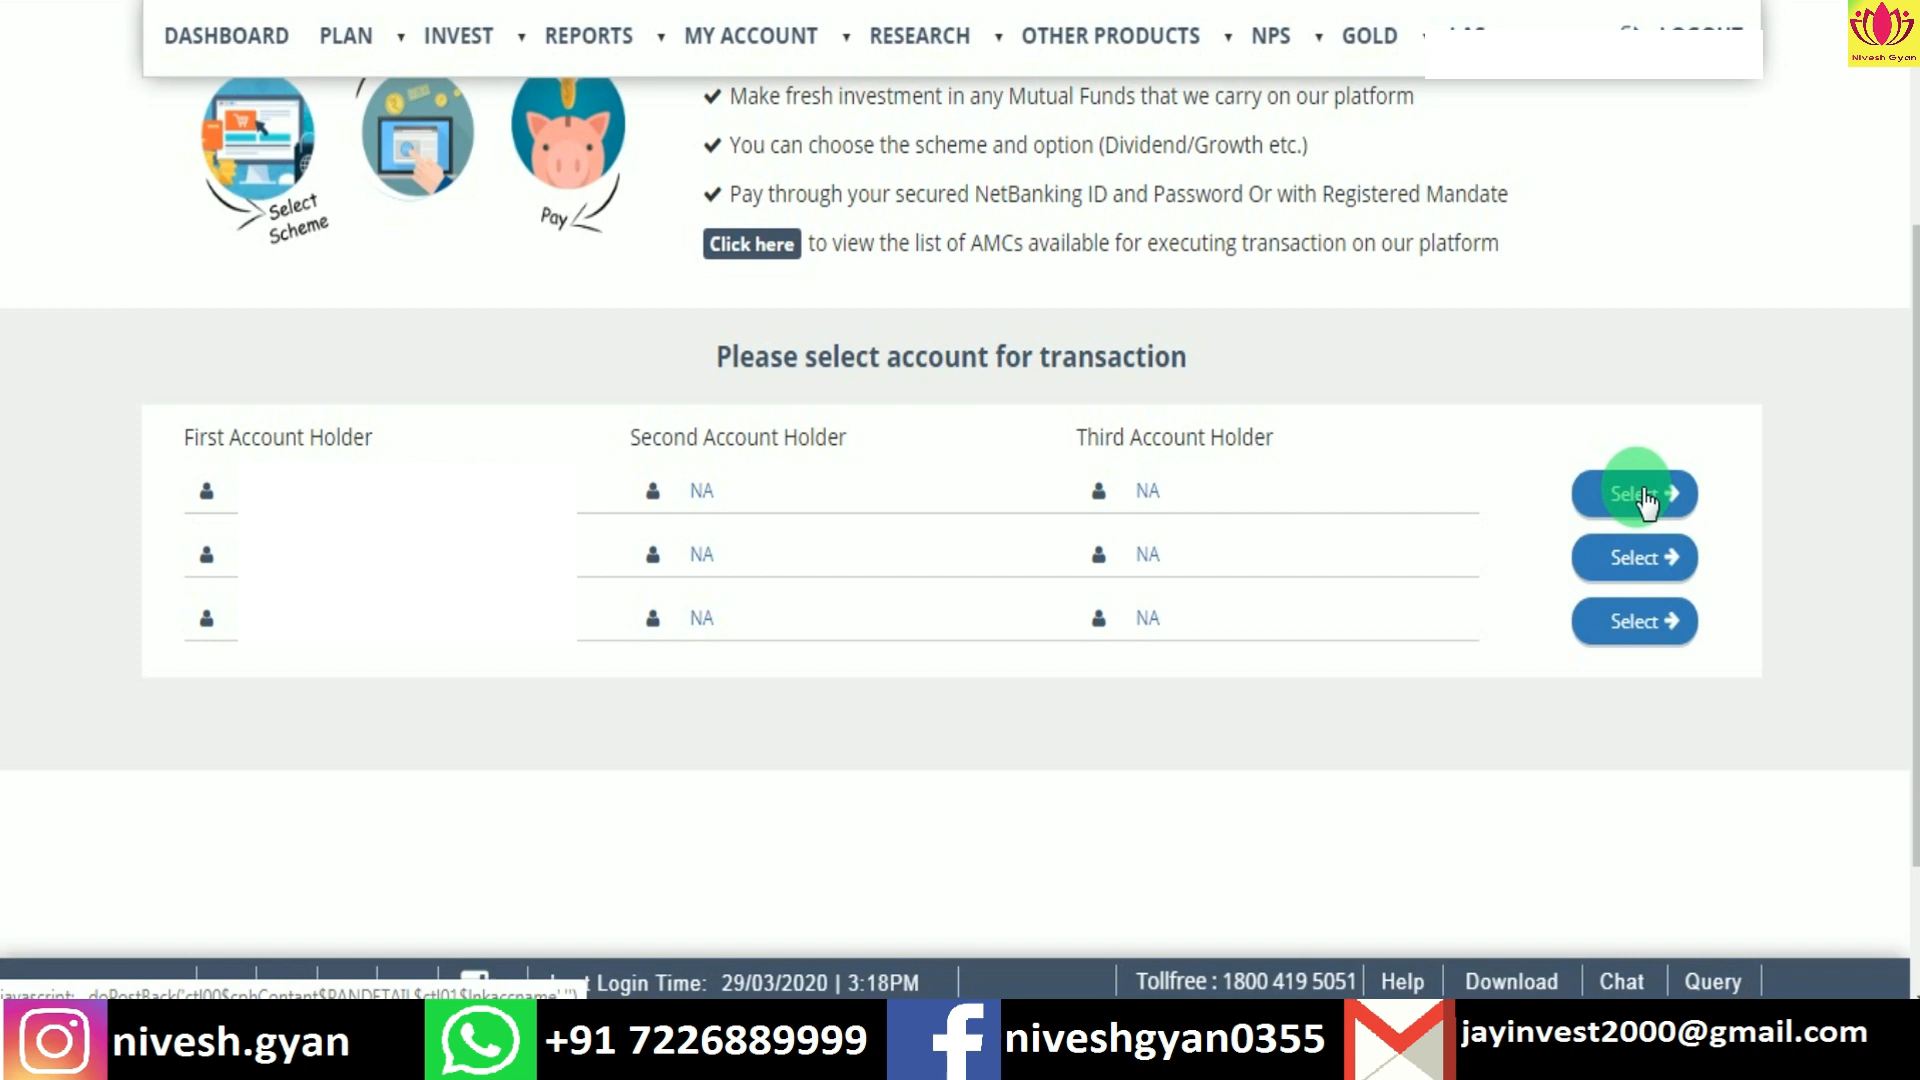 DASHBOARD PLAN INVEST REPORTS MY ACCOUNT RESEARCH OTHER PRODUCTS NPS GOLD
Nivesh Gyan
Make fresh investment in any Mutual Funds that we carry on our platform
You can choose the scheme and option (Dividend/Growth etc.)
Pay through your secured NetBanking ID and Password Or with Registered Mandate
Select
Scheme
Pay
Click here to view the list of AMCs available for executing transaction on our platform
Please select account for transaction
First Account Holder Second Account Holder Third Account Holder
NA NA Select
NA NA Select
NA NA Select
Login Time: 29/03/2020 | 3:18PM Tollfree : 1800 419 5051 Help Download Chat Query
nivesh.gyan +91 7226889999 niveshgyan0355 jayinvest2000@gmail.com